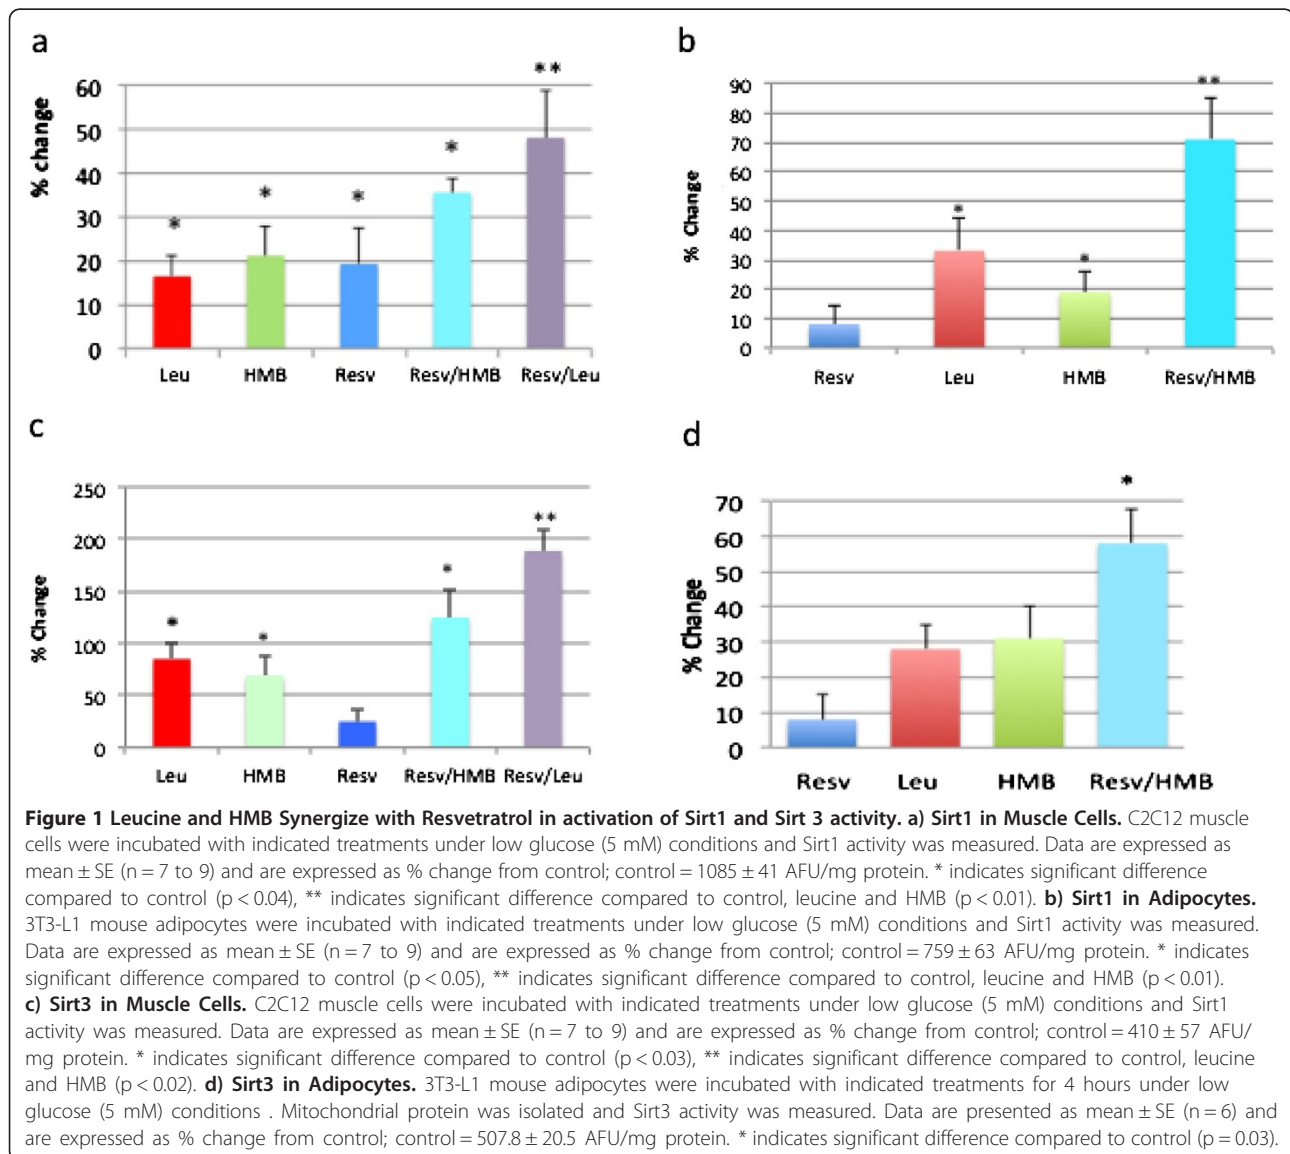 a
**
60
50
40
30
20
10
0
% change
*
*
*
*
Leu HMB Resv Resv/HMB Resv/Leu
b
**
90
80
70
60
50
40
30
20
10
0
% Change
*
*
Resv Leu HMB Resv/HMB
c
250
200
150
100
50
0
% Change
*
*
*
**
Leu HMB Resv Resv/HMB Resv/Leu
d
*
70
60
50
40
30
20
10
0
% Change
Resv Leu HMB Resv/HMB
Figure 1 Leucine and HMB Synergize with Resvetratrol in activation of Sirt1 and Sirt 3 activity. a) Sirt1 in Muscle Cells. C2C12 muscle
cells were incubated with indicated treatments under low glucose (5 mM) conditions and Sirt1 activity was measured. Data are expressed as
mean ± SE (n = 7 to 9) and are expressed as % change from control; control = 1085 ± 41 AFU/mg protein. * indicates significant difference
compared to control (p < 0.04), ** indicates significant difference compared to control, leucine and HMB (p < 0.01). b) Sirt1 in Adipocytes.
3T3-L1 mouse adipocytes were incubated with indicated treatments under low glucose (5 mM) conditions and Sirt1 activity was measured.
Data are expressed as mean ± SE (n = 7 to 9) and are expressed as % change from control; control = 759 ± 63 AFU/mg protein. * indicates
significant difference compared to control (p < 0.05), ** indicates significant difference compared to control, leucine and HMB (p < 0.01).
c) Sirt3 in Muscle Cells. C2C12 muscle cells were incubated with indicated treatments under low glucose (5 mM) conditions and Sirt1
activity was measured. Data are expressed as mean ± SE (n = 7 to 9) and are expressed as % change from control; control = 410 ± 57 AFU/
mg protein. * indicates significant difference compared to control (p < 0.03), ** indicates significant difference compared to control, leucine
and HMB (p < 0.02). d) Sirt3 in Adipocytes. 3T3-L1 mouse adipocytes were incubated with indicated treatments for 4 hours under low
glucose (5 mM) conditions . Mitochondrial protein was isolated and Sirt3 activity was measured. Data are presented as mean ± SE (n = 6) and
are expressed as % change from control; control = 507.8 ± 20.5 AFU/mg protein. * indicates significant difference compared to control (p = 0.03).